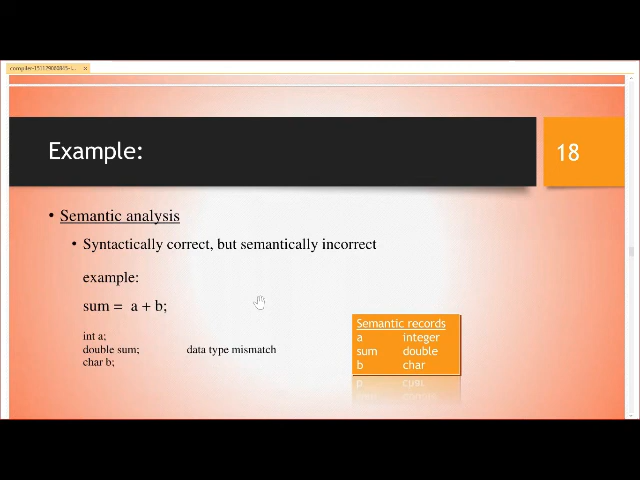 Example:
18
• Semantic analysis
• Syntactically correct, but semantically incorrect
example:
sum = a + b;
int a;
double sum; data type mismatch
char b;
Semantic records
a integer
sum double
b char